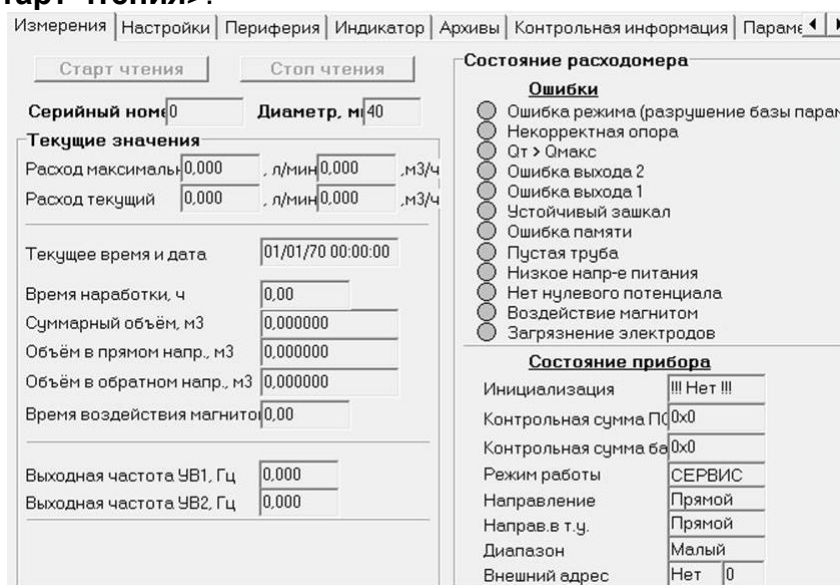 тарт чтения>.
Измерения Настройки Периферия Индикатор Архивы Контрольная информация Параме
Старт чтения Стоп чтения
Серийный номе 0 Диаметр, м 40
Текущие значения
Расход максималь 0,000 , л/мин 0,000 ,м3/ч
Расход текущий 0,000 , л/мин 0,000 ,м3/ч
Текущее время и дата 01/01/70 00:00:00
Время наработки, ч 0,00
Суммарный объём, м3 0,000000
Объём в прямом напр., м3 0,000000
Объём в обратном напр., м3 0,000000
Время воздействия магнито 0,00
Выходная частота УВ1, Гц 0,000
Выходная частота УВ2, Гц 0,000
Состояние расходомера
Ошибки
Ошибка режима (разрушение базы парам
Некорректная опора
Qт > Qмакс
Ошибка выхода 2
Ошибка выхода 1
Устойчивый зашкал
Ошибка памяти
Пустая труба
Низкое напр-е питания
Нет нулевого потенциала
Воздействие магнитом
Загрязнение электродов
Состояние прибора
Инициализация !!! Нет !!!
Контрольная сумма ПО 0x0
Контрольная сумма ба 0x0
Режим работы СЕРВИС
Направление Прямой
Направ.в т.у. Прямой
Диапазон Малый
Внешний адрес Нет 0